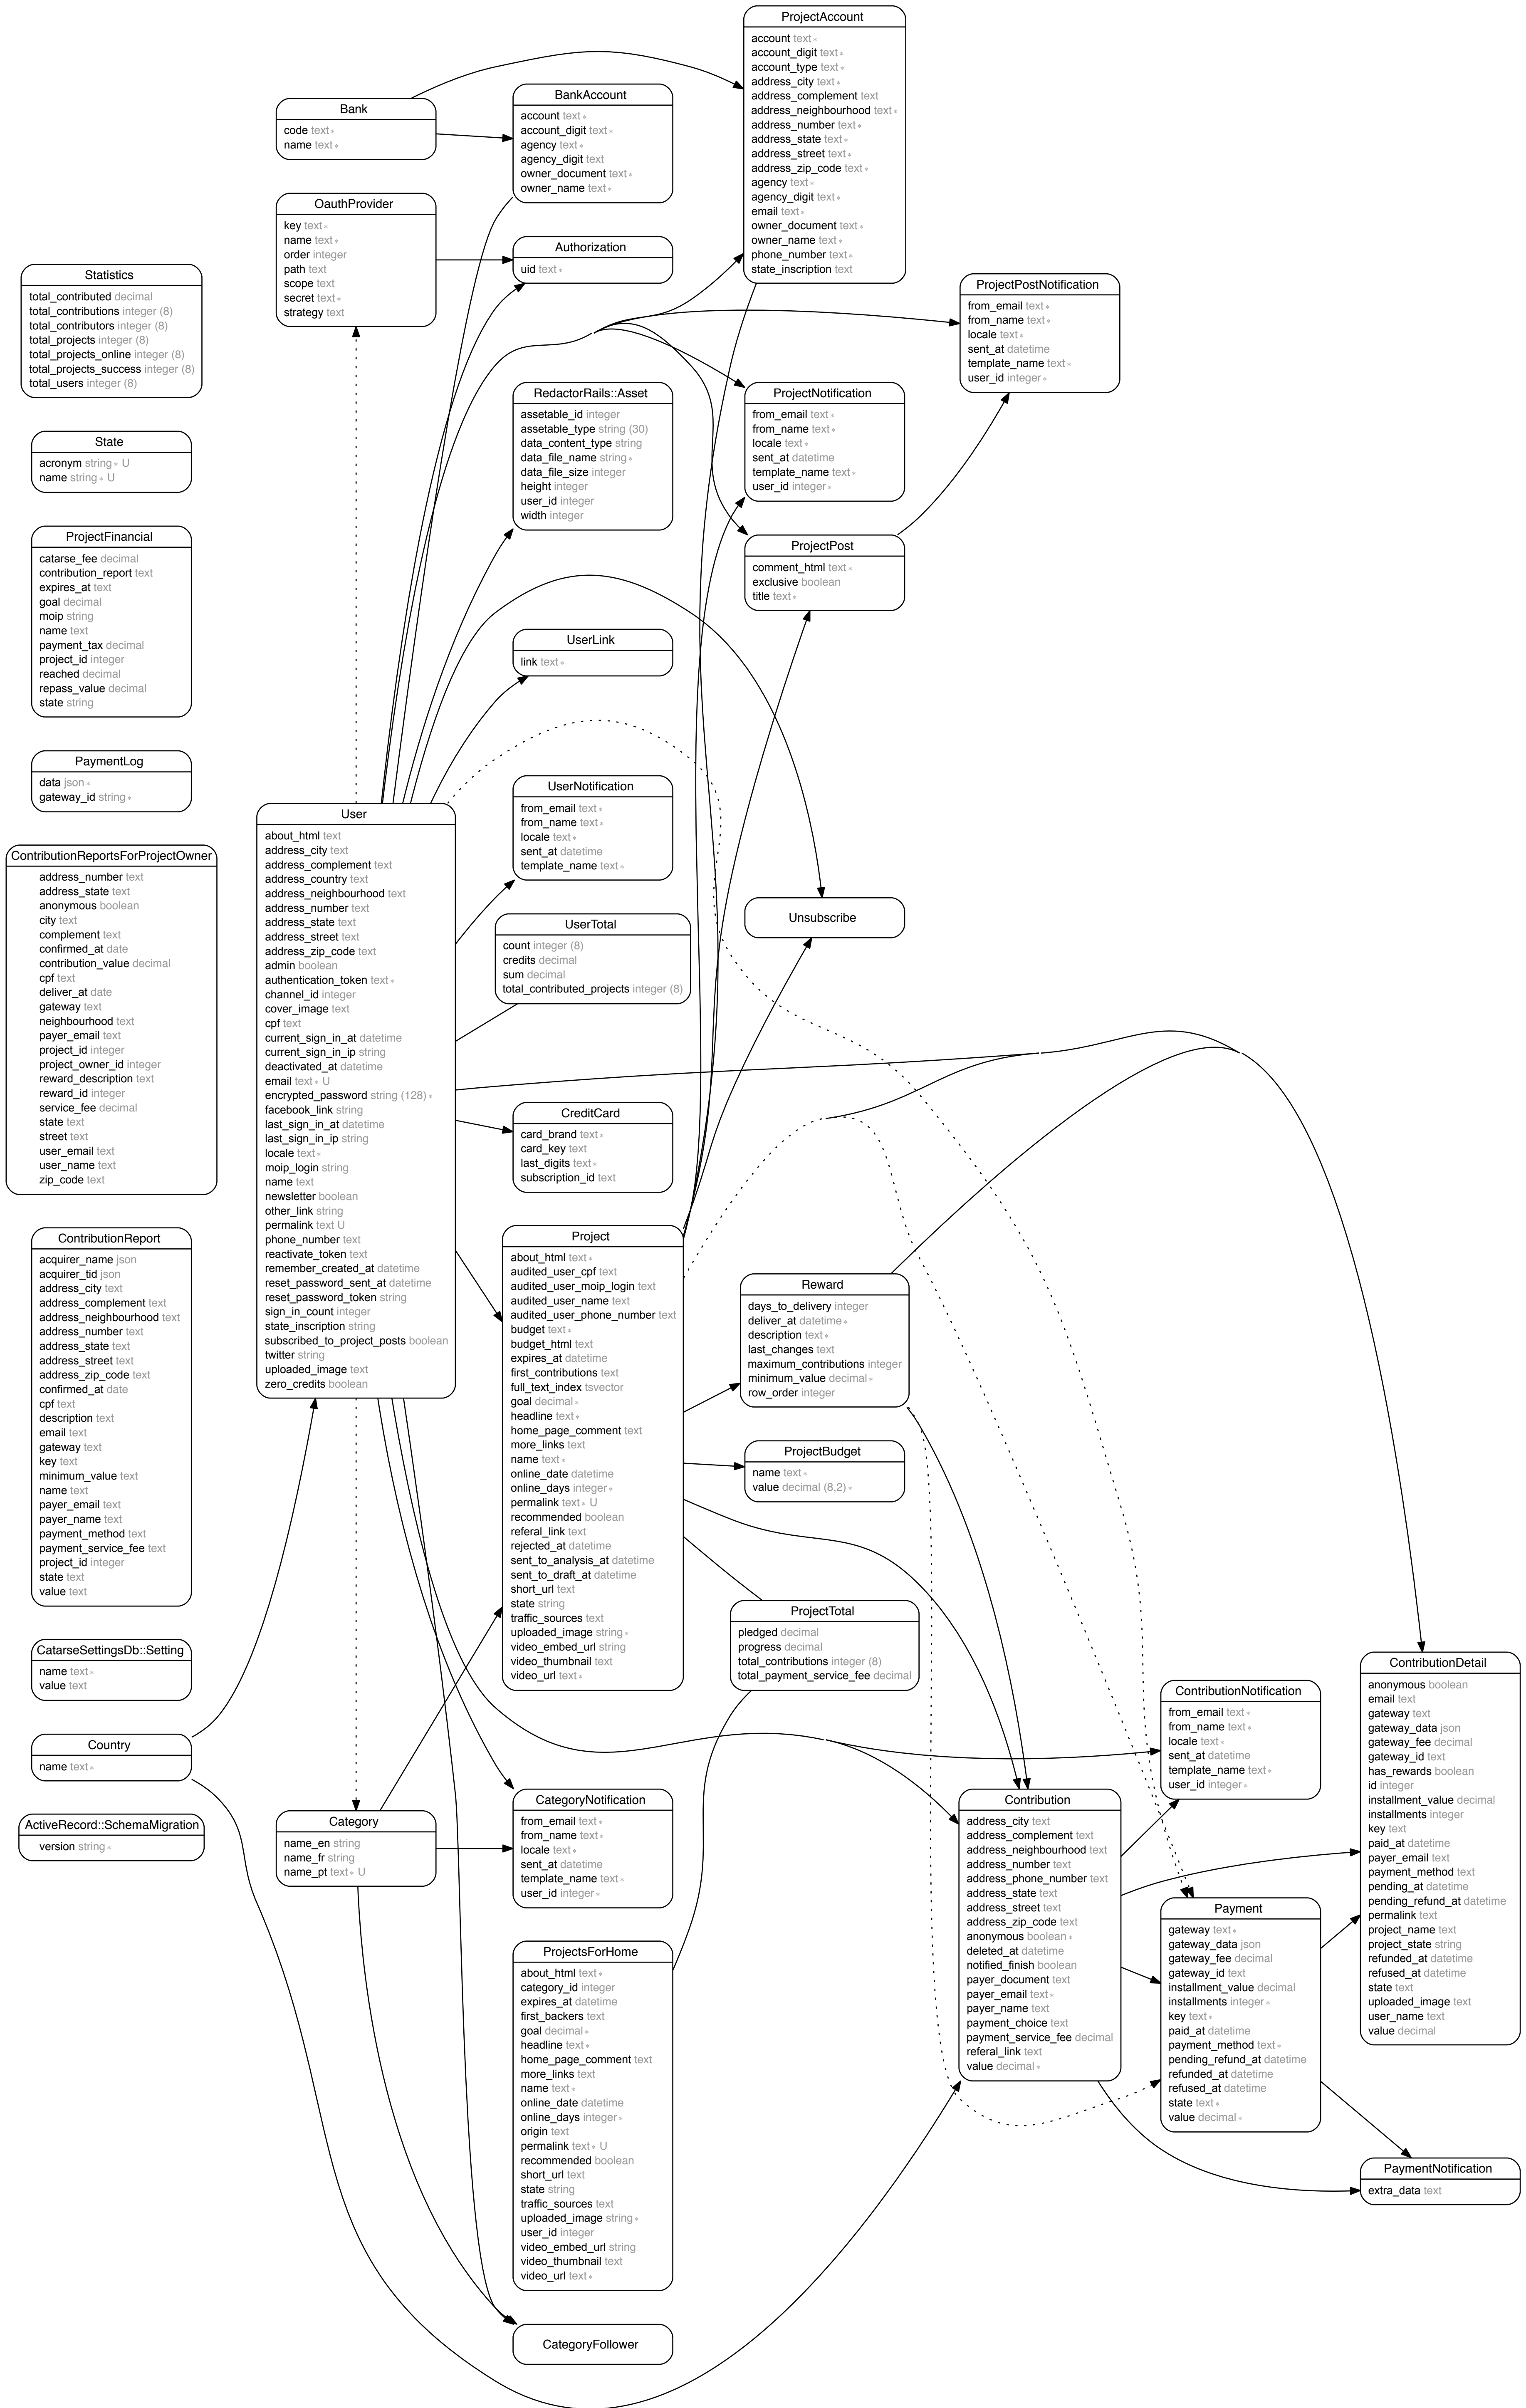 ProjectAccount
account text ∗
account_digit text ∗
account_type text ∗
address_city text ∗
address_complement text
address_neighbourhood text ∗
address_number text ∗
address_state text ∗
address_street text ∗
address_zip_code text ∗
agency text ∗
agency_digit text ∗
email text ∗
owner_document text ∗
owner_name text ∗
phone_number text ∗
state_inscription text
Bank
code text ∗
name text ∗
BankAccount
account text ∗
account_digit text ∗
agency text ∗
agency_digit text
owner_document text ∗
owner_name text ∗
OauthProvider
key text ∗
name text ∗
order integer
path text
scope text
secret text ∗
strategy text
Authorization
uid text ∗
Statistics
total_contributed decimal
total_contributions integer (8)
total_contributors integer (8)
total_projects integer (8)
total_projects_online integer (8)
total_projects_success integer (8)
total_users integer (8)
ProjectPostNotification
from_email text ∗
from_name text ∗
locale text ∗
sent_at datetime
template_name text ∗
user_id integer ∗
RedactorRails::Asset
assetable_id integer
assetable_type string (30)
data_content_type string
data_file_name string ∗
data_file_size integer
height integer
user_id integer
width integer
ProjectNotification
from_email text ∗
from_name text ∗
locale text ∗
sent_at datetime
template_name text ∗
user_id integer ∗
State
acronym string ∗ U
name string ∗ U
ProjectFinancial
catarse_fee decimal
contribution_report text
expires_at text
goal decimal
moip string
name text
payment_tax decimal
project_id integer
reached decimal
repass_value decimal
state string
ProjectPost
comment_html text ∗
exclusive boolean
title text ∗
UserLink
link text ∗
PaymentLog
data json ∗
gateway_id string ∗
UserNotification
from_email text ∗
from_name text ∗
locale text ∗
sent_at datetime
template_name text ∗
User
about_html text
address_city text
address_complement text
address_country text
address_neighbourhood text
address_number text
address_state text
address_street text
address_zip_code text
admin boolean
authentication_token text ∗
channel_id integer
cover_image text
cpf text
current_sign_in_at datetime
current_sign_in_ip string
deactivated_at datetime
email text ∗ U
encrypted_password string (128) ∗
facebook_link string
last_sign_in_at datetime
last_sign_in_ip string
locale text ∗
moip_login string
name text
newsletter boolean
other_link string
permalink text U
phone_number text
reactivate_token text
remember_created_at datetime
reset_password_sent_at datetime
reset_password_token string
sign_in_count integer
state_inscription string
subscribed_to_project_posts boolean
twitter string
uploaded_image text
zero_credits boolean
ContributionReportsForProjectOwner
address_number text
address_state text
anonymous boolean
city text
complement text
confirmed_at date
contribution_value decimal
cpf text
deliver_at date
gateway text
neighbourhood text
payer_email text
project_id integer
project_owner_id integer
reward_description text
reward_id integer
service_fee decimal
state text
street text
user_email text
user_name text
zip_code text
Unsubscribe
UserTotal
count integer (8)
credits decimal
sum decimal
total_contributed_projects integer (8)
CreditCard
card_brand text ∗
card_key text
last_digits text ∗
subscription_id text
ContributionReport
acquirer_name json
acquirer_tid json
address_city text
address_complement text
address_neighbourhood text
address_number text
address_state text
address_street text
address_zip_code text
confirmed_at date
cpf text
description text
email text
gateway text
key text
minimum_value text
name text
payer_email text
payer_name text
payment_method text
payment_service_fee text
project_id integer
state text
value text
Project
about_html text ∗
audited_user_cpf text
audited_user_moip_login text
audited_user_name text
audited_user_phone_number text
budget text ∗
budget_html text
expires_at datetime
first_contributions text
full_text_index tsvector
goal decimal ∗
headline text ∗
home_page_comment text
more_links text
name text ∗
online_date datetime
online_days integer ∗
permalink text ∗ U
recommended boolean
referal_link text
rejected_at datetime
sent_to_analysis_at datetime
sent_to_draft_at datetime
short_url text
state string
traffic_sources text
uploaded_image string ∗
video_embed_url string
video_thumbnail text
video_url text ∗
Reward
days_to_delivery integer
deliver_at datetime ∗
description text ∗
last_changes text
maximum_contributions integer
minimum_value decimal ∗
row_order integer
ProjectBudget
name text ∗
value decimal (8,2) ∗
ProjectTotal
pledged decimal
progress decimal
total_contributions integer (8)
total_payment_service_fee decimal
CatarseSettingsDb::Setting
name text ∗
value text
Country
name text ∗
ActiveRecord::SchemaMigration
version string ∗
Category
name_en string
name_fr string
name_pt text ∗ U
CategoryNotification
from_email text ∗
from_name text ∗
locale text ∗
sent_at datetime
template_name text ∗
user_id integer ∗
ProjectsForHome
about_html text ∗
category_id integer
expires_at datetime
first_backers text
goal decimal ∗
headline text ∗
home_page_comment text
more_links text
name text ∗
online_date datetime
online_days integer ∗
origin text
permalink text ∗ U
recommended boolean
short_url text
state string
traffic_sources text
uploaded_image string ∗
user_id integer
video_embed_url string
video_thumbnail text
video_url text ∗
CategoryFollower
Contribution
address_city text
address_complement text
address_neighbourhood text
address_number text
address_phone_number text
address_state text
address_street text
address_zip_code text
anonymous boolean ∗
deleted_at datetime
notified_finish boolean
payer_document text
payer_email text ∗
payer_name text
payment_choice text
payment_service_fee decimal
referal_link text
value decimal ∗
ContributionNotification
from_email text ∗
from_name text ∗
locale text ∗
sent_at datetime
template_name text ∗
user_id integer ∗
Payment
gateway text ∗
gateway_data json
gateway_fee decimal
gateway_id text
installment_value decimal
installments integer ∗
key text ∗
paid_at datetime
payment_method text ∗
pending_refund_at datetime
refunded_at datetime
refused_at datetime
state text ∗
value decimal ∗
ContributionDetail
anonymous boolean
email text
gateway text
gateway_data json
gateway_fee decimal
gateway_id text
has_rewards boolean
id integer
installment_value decimal
installments integer
key text
paid_at datetime
payer_email text
payment_method text
pending_at datetime
pending_refund_at datetime
permalink text
project_name text
project_state string
refunded_at datetime
refused_at datetime
state text
uploaded_image text
user_name text
value decimal
PaymentNotification
extra_data text